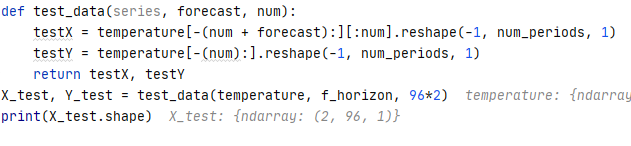 def test_data(series, forecast, num):
    testX = temperature[-(num + forecast):][:num].reshape(-1, num_periods, 1)
    testY = temperature[-(num):].reshape(-1, num_periods, 1)
    return testX, testY
X_test, Y_test = test_data(temperature, f_horizon, 96*2)  temperature: {ndarray
print(X_test.shape)  X_test: {ndarray: (2, 96, 1)}